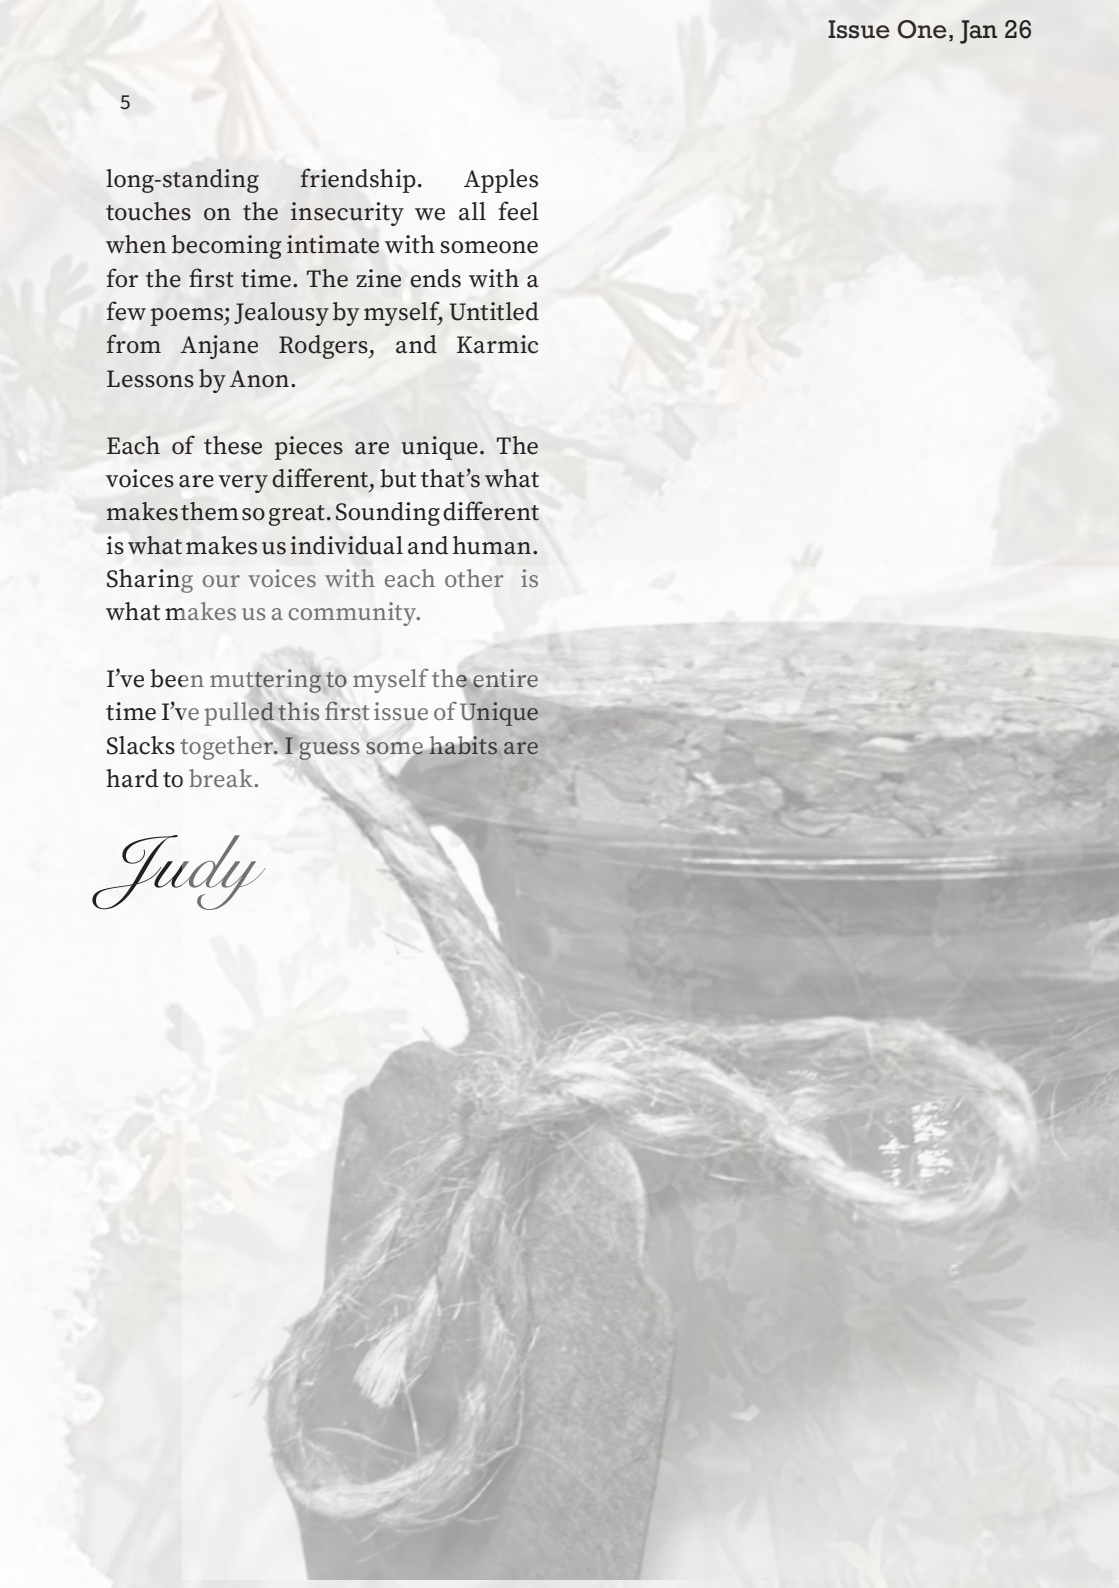 Issue One, Jan 26
5
long-standing friendship. Apples
touches on the insecurity we all feel
when becoming intimate with someone
for the first time. The zine ends with a
few poems; Jealousy by myself, Untitled
from Anjane Rodgers, and Karmic
Lessons by Anon.
Each of these pieces are unique. The
voices are very different, but that’s what
makes them so great. Sounding different
is what makes us individual and human.
Sharing our voices with each other is
what makes us a community.
I’ve been muttering to myself the entire
time I’ve pulled this first issue of Unique
Slacks together. I guess some habits are
hard to break.
Judy